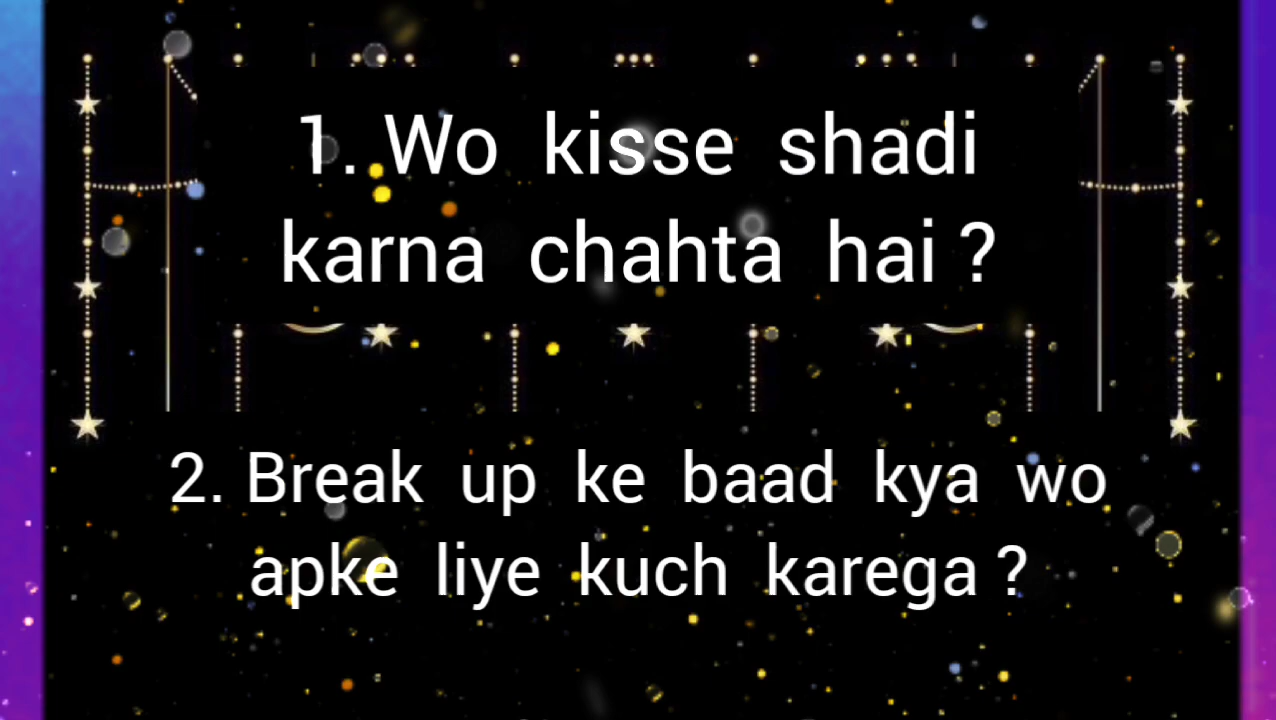 1. Wo kisse shadi
karna chahta hai ?
2. Break up ke baad kya wo
apke liye kuch karega ?